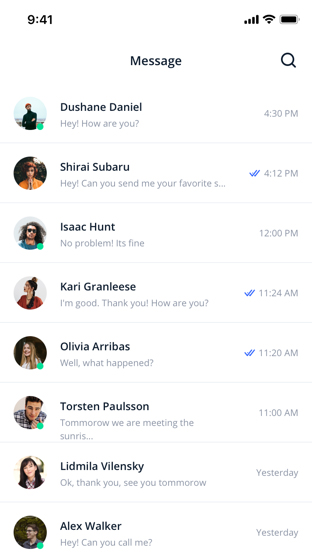 9:41
Message
Dushane Daniel
Hey! How are you?
4:30 PM
Shirai Subaru
Hey! Can you send me your favorite s...
4:12 PM
Isaac Hunt
No problem! Its fine
12:00 PM
Kari Granleese
I'm good. Thank you! How are you?
11:24 AM
Olivia Arribas
Well, what happened?
11:20 AM
Torsten Paulsson
Tommorow we are meeting the
sunris...
11:00 AM
Lidmila Vilensky
Ok, thank you, see you tommorow
Yesterday
Alex Walker
Hey! Can you call me?
Yesterday